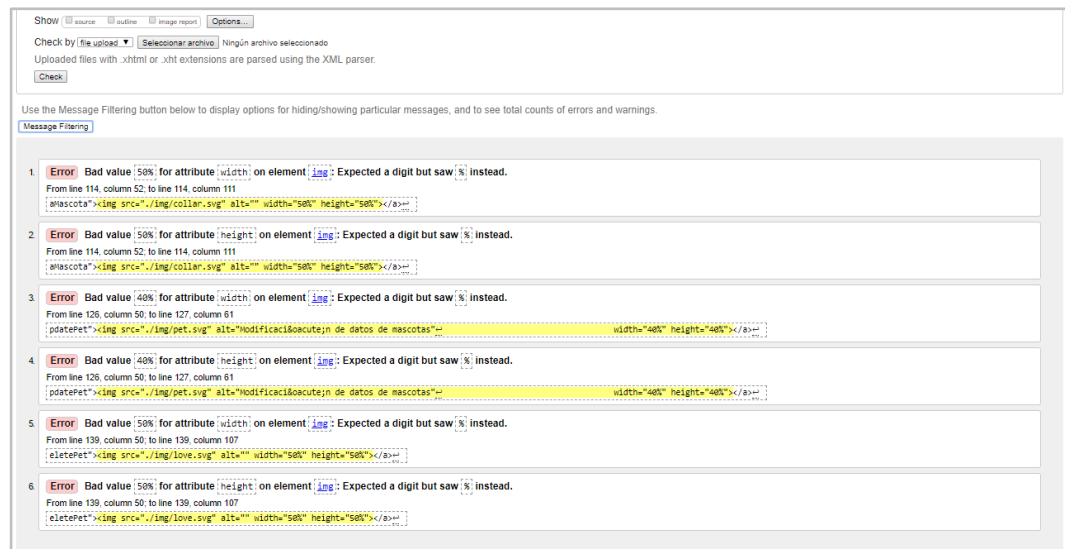 Show source outline image report Options...
Check by file upload ▼ Seleccionar archivo Ningún archivo seleccionado
Uploaded files with .xhtml or .xht extensions are parsed using the XML parser.
Check
Use the Message Filtering button below to display options for hiding/showing particular messages, and to see total counts of errors and warnings.
Message Filtering
1. Error Bad value 50% for attribute width on element img: Expected a digit but saw % instead.
From line 114, column 52; to line 114, column 111
aMascota"><img src="./img/collar.svg" alt="" width="50%" height="50%"></a>↩
2. Error Bad value 50% for attribute height on element img: Expected a digit but saw % instead.
From line 114, column 52; to line 114, column 111
aMascota"><img src="./img/collar.svg" alt="" width="50%" height="50%"></a>↩
3. Error Bad value 40% for attribute width on element img: Expected a digit but saw % instead.
From line 126, column 50; to line 127, column 61
pdatePet"><img src="./img/pet.svg" alt="Modificaci&oacute;n de datos de mascotas"↩ width="40%" height="40%"></a>↩
4. Error Bad value 40% for attribute height on element img: Expected a digit but saw % instead.
From line 126, column 50; to line 127, column 61
pdatePet"><img src="./img/pet.svg" alt="Modificaci&oacute;n de datos de mascotas"↩ width="40%" height="40%"></a>↩
5. Error Bad value 50% for attribute width on element img: Expected a digit but saw % instead.
From line 139, column 50; to line 139, column 107
eletePet"><img src="./img/love.svg" alt="" width="50%" height="50%"></a>↩
6. Error Bad value 50% for attribute height on element img: Expected a digit but saw % instead.
From line 139, column 50; to line 139, column 107
eletePet"><img src="./img/love.svg" alt="" width="50%" height="50%"></a>↩